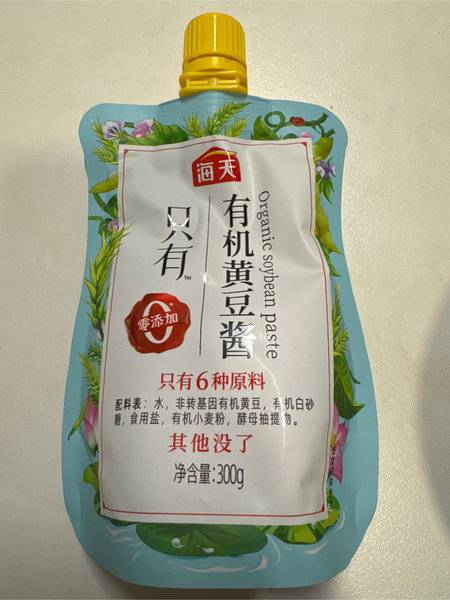 海天
有机黄豆酱
Organic soybean paste
只有™
零添加
0
只有6种原料
配料表：水，非转基因有机黄豆，有机白砂
糖，食用盐，有机小麦粉，酵母抽提物。
其他没了
净含量:300g